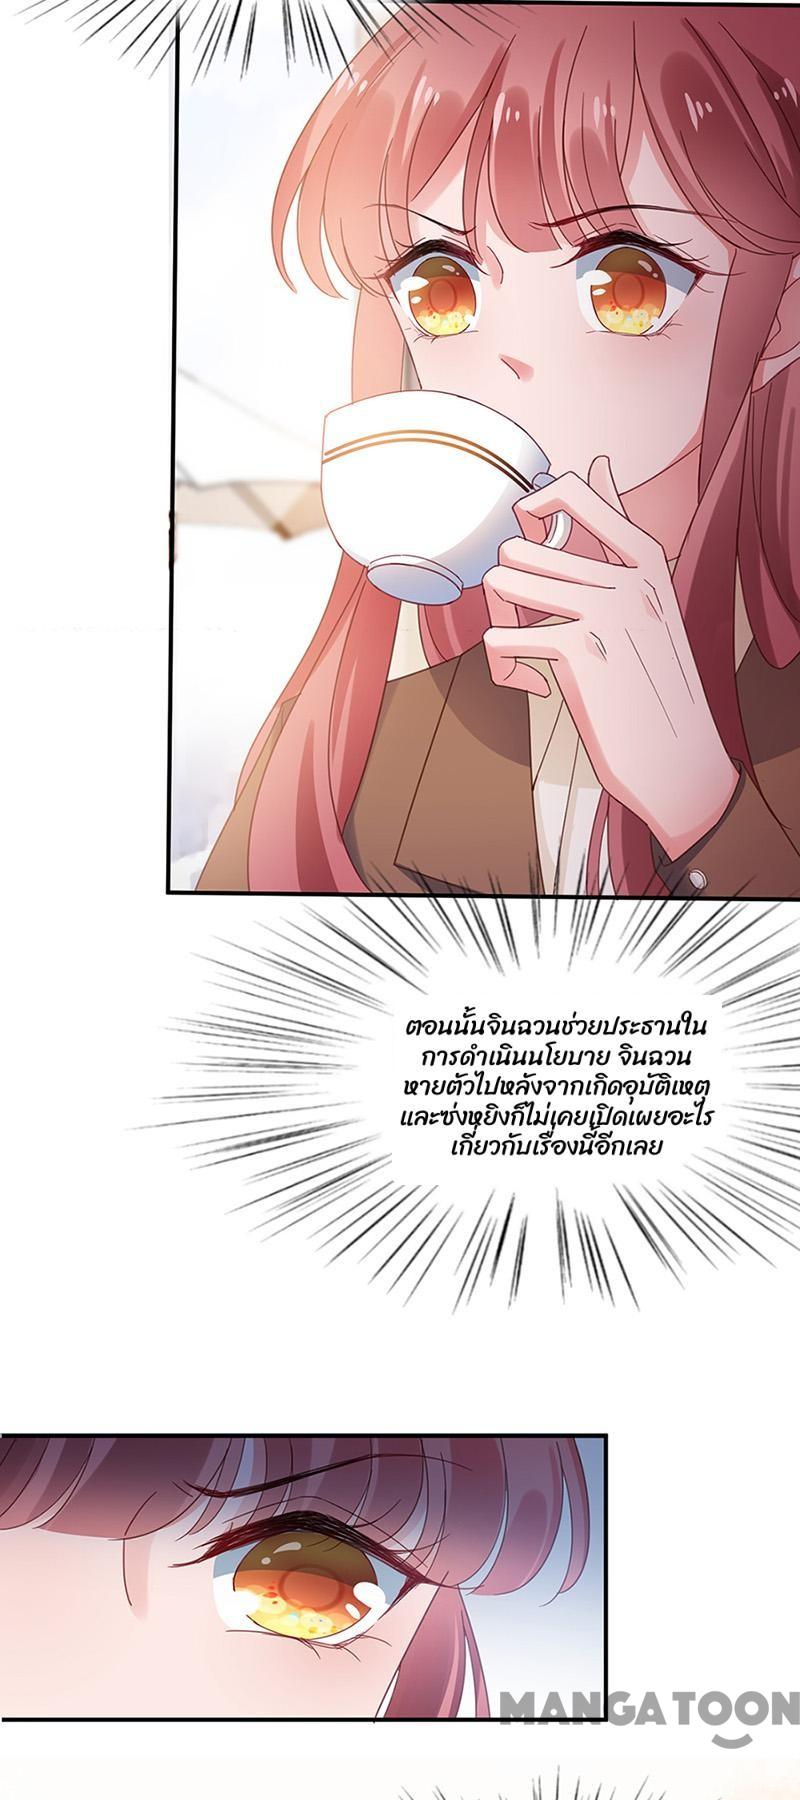 ตอนนั้นจินฉวนช่วยประธานใน
การดำเนินนโยบาย จินฉวน
หายตัวไปหลังจากเกิดอุบัติเหตุ
และซ่งหยิงก็ไม่เคยเปิดเผยอะไร
เกี่ยวกับเรื่องนี้อีกเลย
MANGATOON